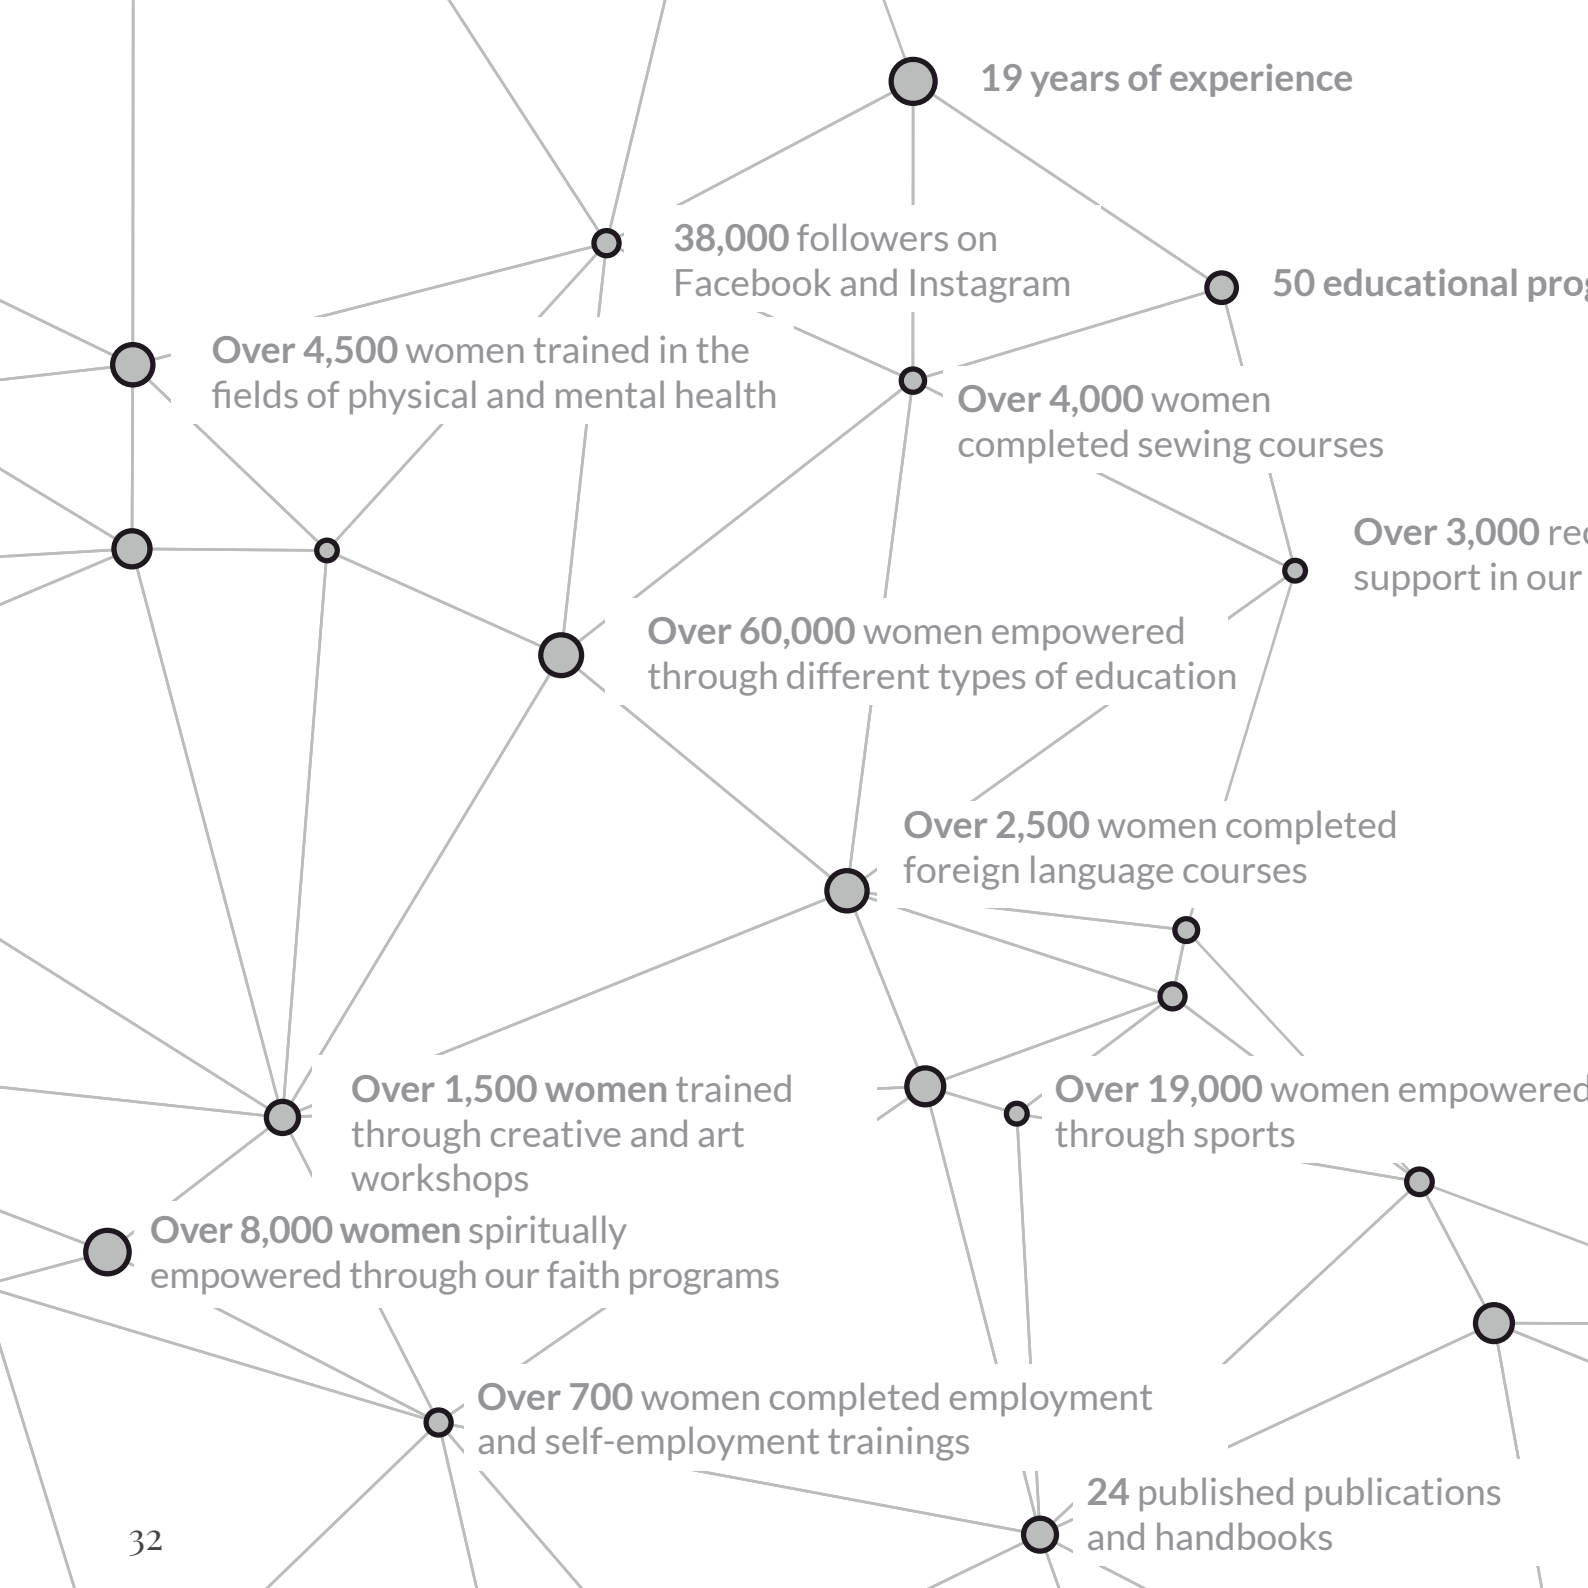 19 years of experience
38,000 followers on
Facebook and Instagram
50 educational
Over 4,500 women trained in the
fields of physical and mental health
Over 4,000 women
completed sewing courses
Over 3,000
support in our
Over 60,000 women empowered
through different types of education
Over 2,500 women completed
foreign language courses
Over 1,500 women trained
through creative and art
workshops
Over 19,000 women empowered
through sports
Over 8,000 women spiritually
empowered through our faith programs
Over 700 women completed employment
and self-employment trainings
24 published publications
and handbooks
32